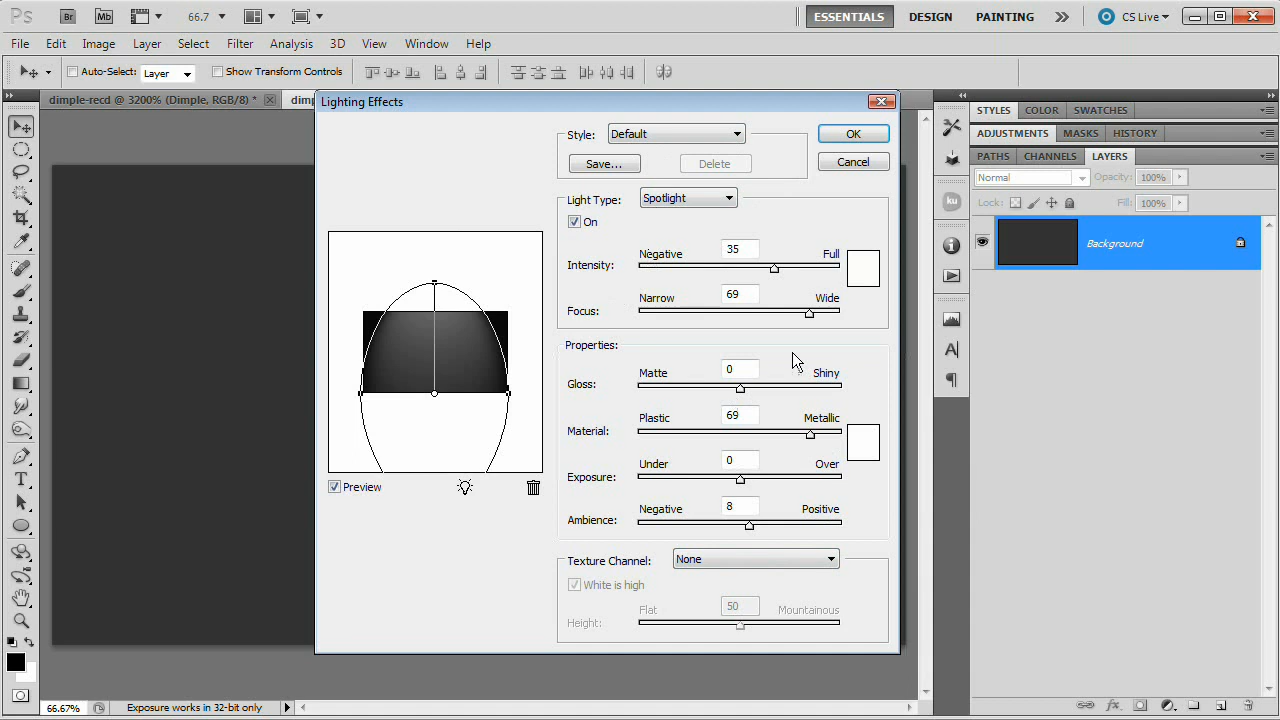 Ps Br Mb 66.7 ESSENTIALS DESIGN PAINTING CS Live
File Edit Image Layer Select Filter Analysis 3D View Window Help
Auto-Select: Layer Show Transform Controls
dimple-recd @ 3200% (Dimple, RGB/8) * dimp
Lighting Effects
Style: Default OK
Save... Delete Cancel
Light Type: Spotlight
On
Negative 35 Full
Intensity:
Narrow 69 Wide
Focus:
Properties:
Matte 0 Shiny
Gloss:
Plastic 69 Metallic
Material:
Under 0 Over
Exposure:
Preview
Negative 8 Positive
Ambience:
Texture Channel: None
White is high
Flat 50 Mountainous
Height:
STYLES COLOR SWATCHES
ADJUSTMENTS MASKS HISTORY
PATHS CHANNELS LAYERS
Normal Opacity: 100%
Lock: Fill: 100%
ku
Background
66.67% Exposure works in 32-bit only